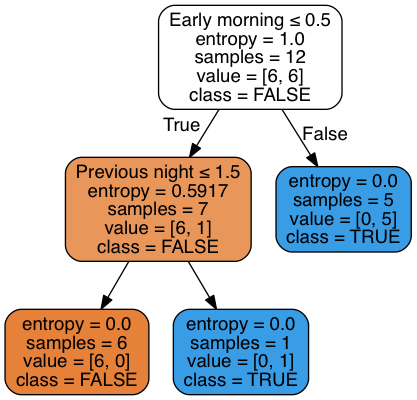 Early morning ≤ 0.5
entropy = 1.0
samples = 12
value = [6, 6]
class = FALSE
True
False
Previous night ≤ 1.5
entropy = 0.5917
samples = 7
value = [6, 1]
class = FALSE
entropy = 0.0
samples = 5
value = [0, 5]
class = TRUE
entropy = 0.0
samples = 6
value = [6, 0]
class = FALSE
entropy = 0.0
samples = 1
value = [0, 1]
class = TRUE